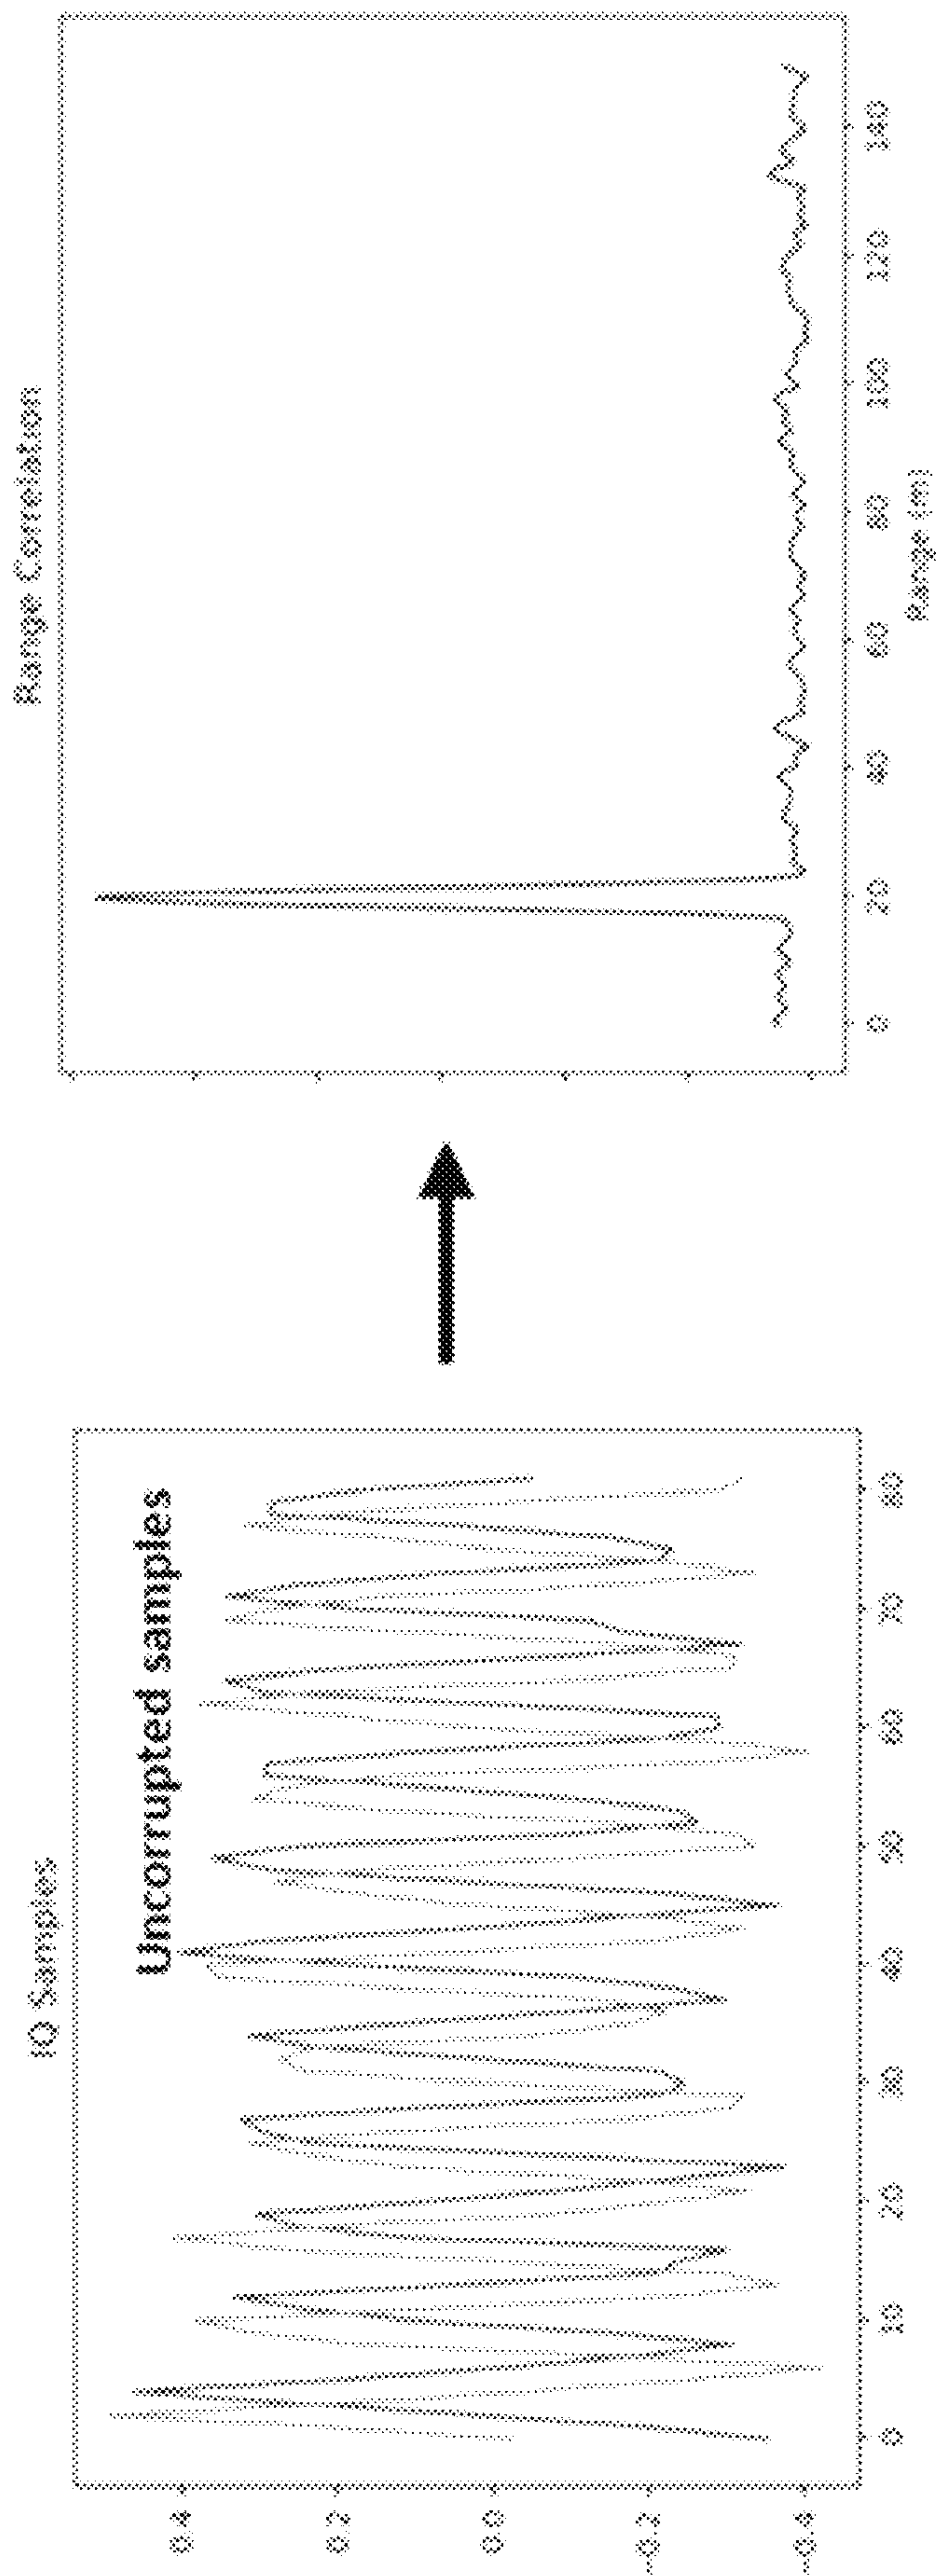 IQ Samples
Uncorrupted samples
0.4
0.2
0.0
-0.2
-0.4
0 10 20 30 40 50 60 70 80
Range Correlation
0 20 40 60 80 100 120 140
Range (m)